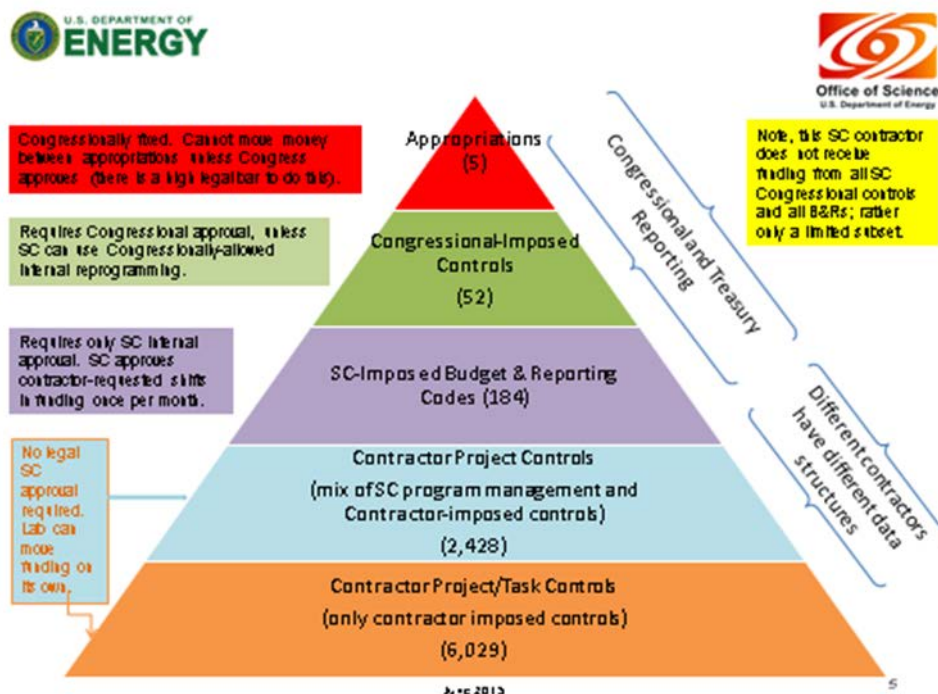 U.S. DEPARTMENT OF
ENERGY
Office of Science
U.S. Department of Energy
Congressionally fixed. Cannot move money
between appropriations unless Congress
approves (there is a high legal bar to do this).
Appropriations
(5)
Congressional and Treasury
Reporting
Note, this SC contractor
does not receive
funding from all SC
Congressional controls
and all B&Rs; rather
only a limited subset.
Requires Congressional approval, unless
SC can use Congressionally-allowed
internal reprogramming.
Congressional-Imposed
Controls
(52)
Requires only SC internal
approval. SC approves
contractor-requested shifts
in funding once per month.
SC-Imposed Budget & Reporting
Codes (184)
Different contractors
have different data
structures
No legal
SC
approval
required.
Lab can
move
funding on
its own.
Contractor Project Controls
(mix of SC program management and
Contractor-imposed controls)
(2,428)
Contractor Project/Task Controls
(only contractor imposed controls)
(6,029)
June 2013
5